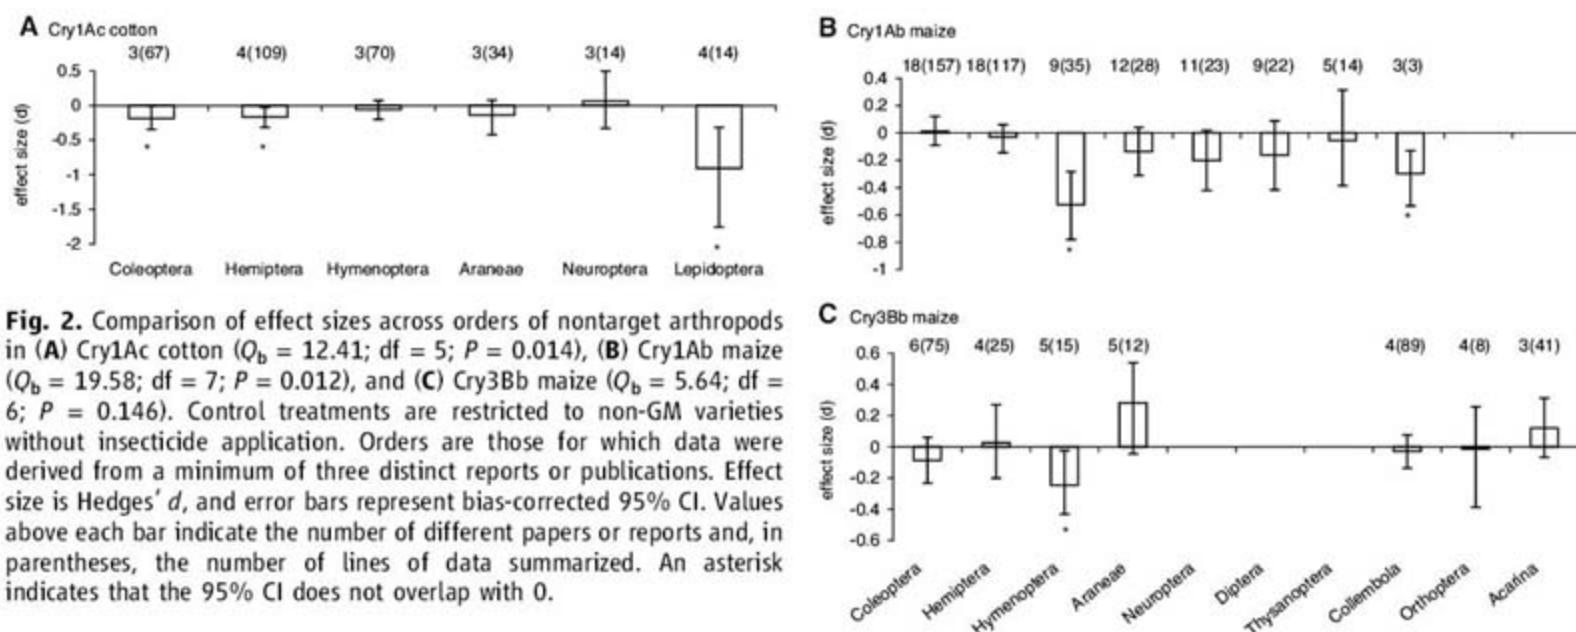 A Cry1Ac cotton
3(67) 4(109) 3(70) 3(34) 3(14) 4(14)
0.5
0
-0.5
-1
-1.5
-2
effect size (d)
* * *
Coleoptera Hemiptera Hymenoptera Araneae Neuroptera Lepidoptera
Fig. 2. Comparison of effect sizes across orders of nontarget arthropods
in (A) Cry1Ac cotton (Qb = 12.41; df = 5; P = 0.014), (B) Cry1Ab maize
(Qb = 19.58; df = 7; P = 0.012), and (C) Cry3Bb maize (Qb = 5.64; df =
6; P = 0.146). Control treatments are restricted to non-GM varieties
without insecticide application. Orders are those for which data were
derived from a minimum of three distinct reports or publications. Effect
size is Hedges' d, and error bars represent bias-corrected 95% CI. Values
above each bar indicate the number of different papers or reports and, in
parentheses, the number of lines of data summarized. An asterisk
indicates that the 95% CI does not overlap with 0.
B Cry1Ab maize
18(157) 18(117) 9(35) 12(28) 11(23) 9(22) 5(14) 3(3)
0.4
0.2
0
-0.2
-0.4
-0.6
-0.8
-1
effect size (d)
* *
C Cry3Bb maize
6(75) 4(25) 5(15) 5(12) 4(89) 4(8) 3(41)
0.6
0.4
0.2
0
-0.2
-0.4
-0.6
effect size (d)
*
Coleoptera Hemiptera Hymenoptera Araneae Neuroptera Diptera Thysanoptera Collembola Orthoptera Acarina